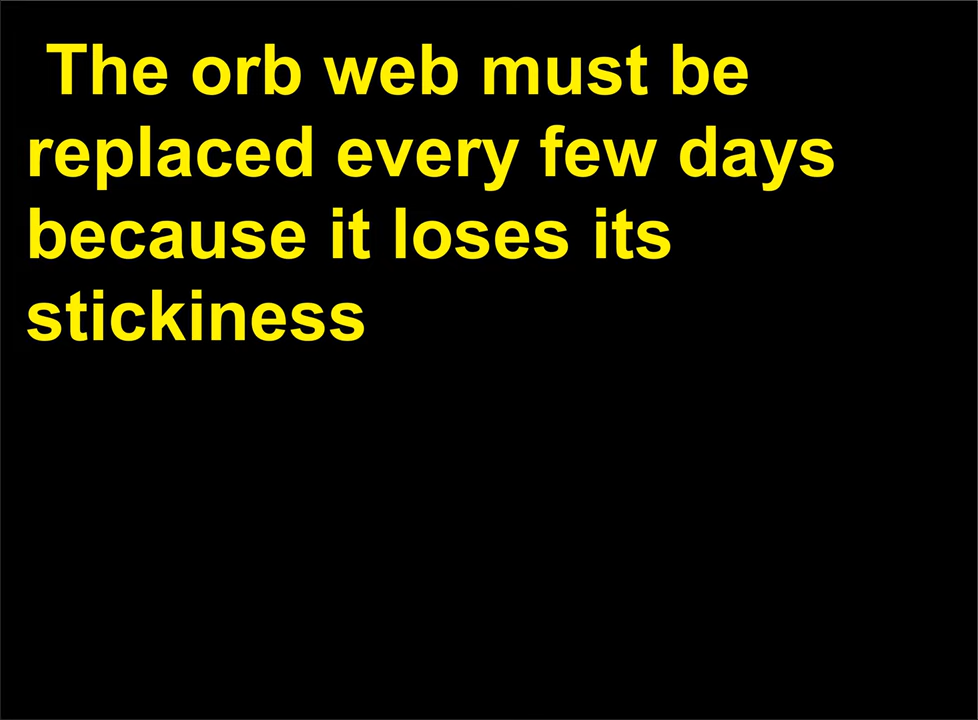 The orb web must be
replaced every few days
because it loses its
stickiness